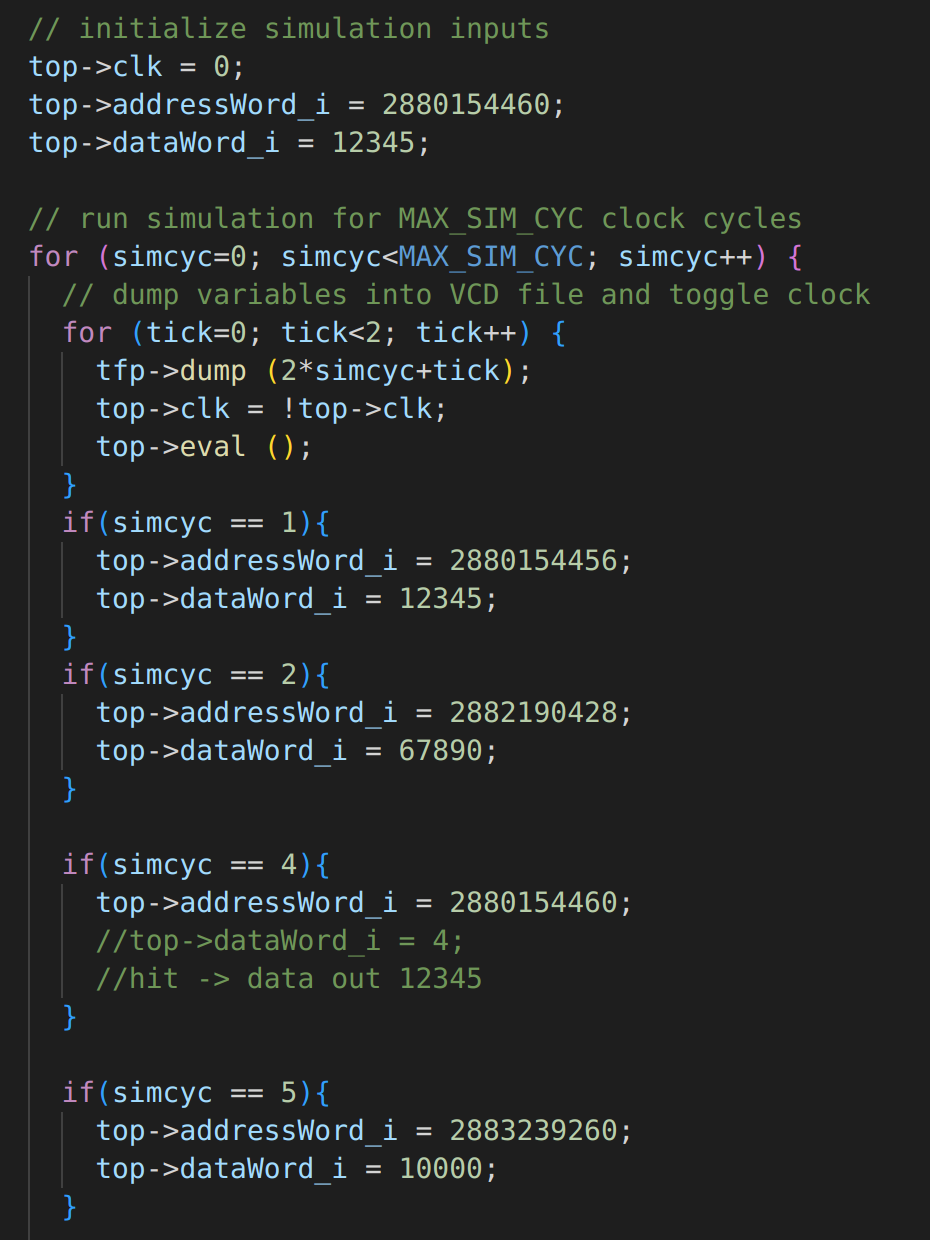 // initialize simulation inputs
top->clk = 0;
top->addressWord_i = 2880154460;
top->dataWord_i = 12345;

// run simulation for MAX_SIM_CYC clock cycles
for (simcyc=0; simcyc<MAX_SIM_CYC; simcyc++) {
  // dump variables into VCD file and toggle clock
  for (tick=0; tick<2; tick++) {
    tfp->dump (2*simcyc+tick);
    top->clk = !top->clk;
    top->eval ();
  }
  if(simcyc == 1){
    top->addressWord_i = 2880154456;
    top->dataWord_i = 12345;
  }
  if(simcyc == 2){
    top->addressWord_i = 2882190428;
    top->dataWord_i = 67890;
  }

  if(simcyc == 4){
    top->addressWord_i = 2880154460;
    //top->dataWord_i = 4;
    //hit -> data out 12345
  }

  if(simcyc == 5){
    top->addressWord_i = 2883239260;
    top->dataWord_i = 10000;
  }